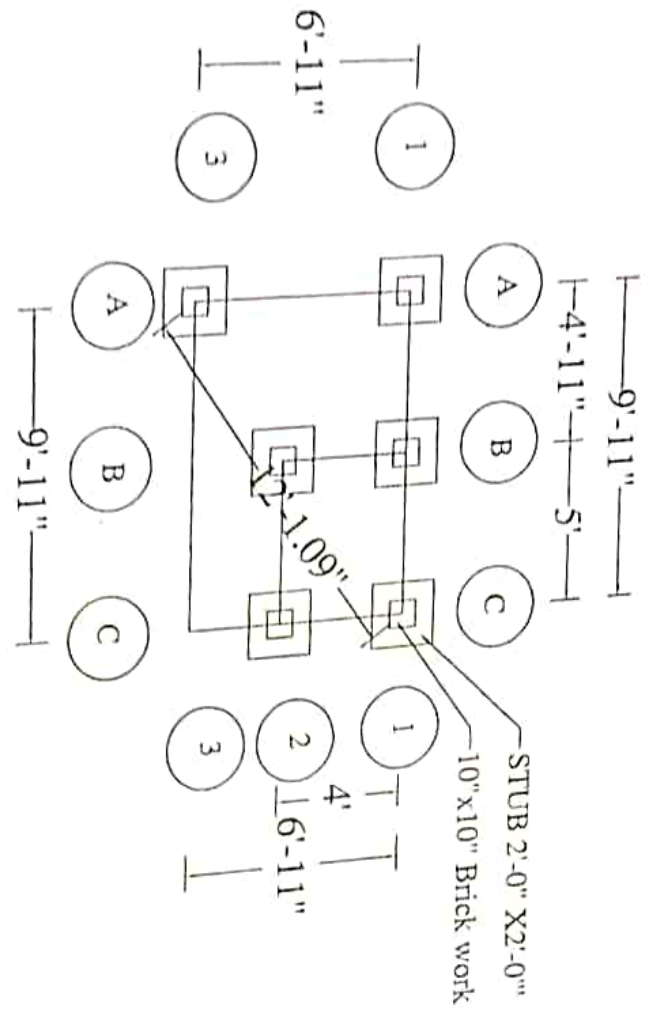 9'-11"
4'-11" 5'
STUB 2'-0" X2'-0"'
A B C
10"x10" Brick work
1 1
4'
6'-11" 12'-1.09" 2 6'-11"
3 3
A B C
9'-11"